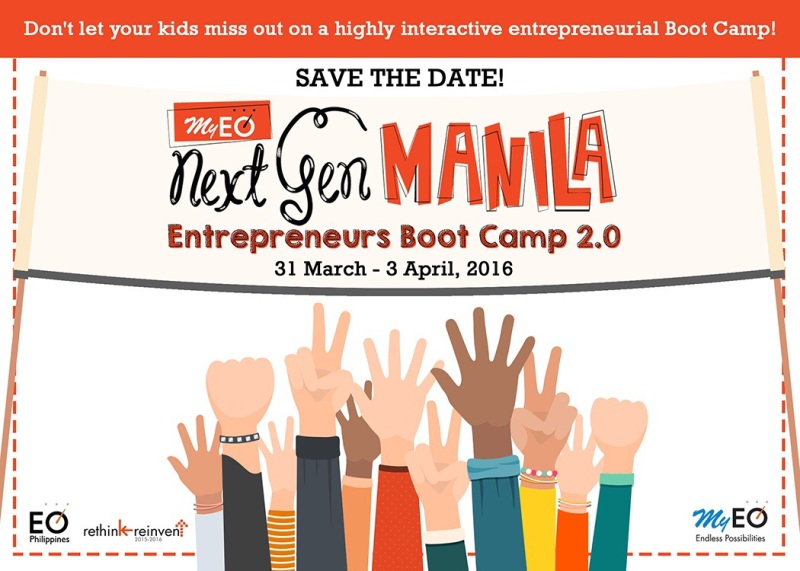 Don't let your kids miss out on a highly interactive entrepreneurial Boot Camp!
SAVE THE DATE!
MyEO
Next Gen MANILA
Entrepreneurs Boot Camp 2.0
31 March - 3 April, 2016
EO
Philippines
rethink-reinvent
2015-2016
MyEO
Endless Possibilities